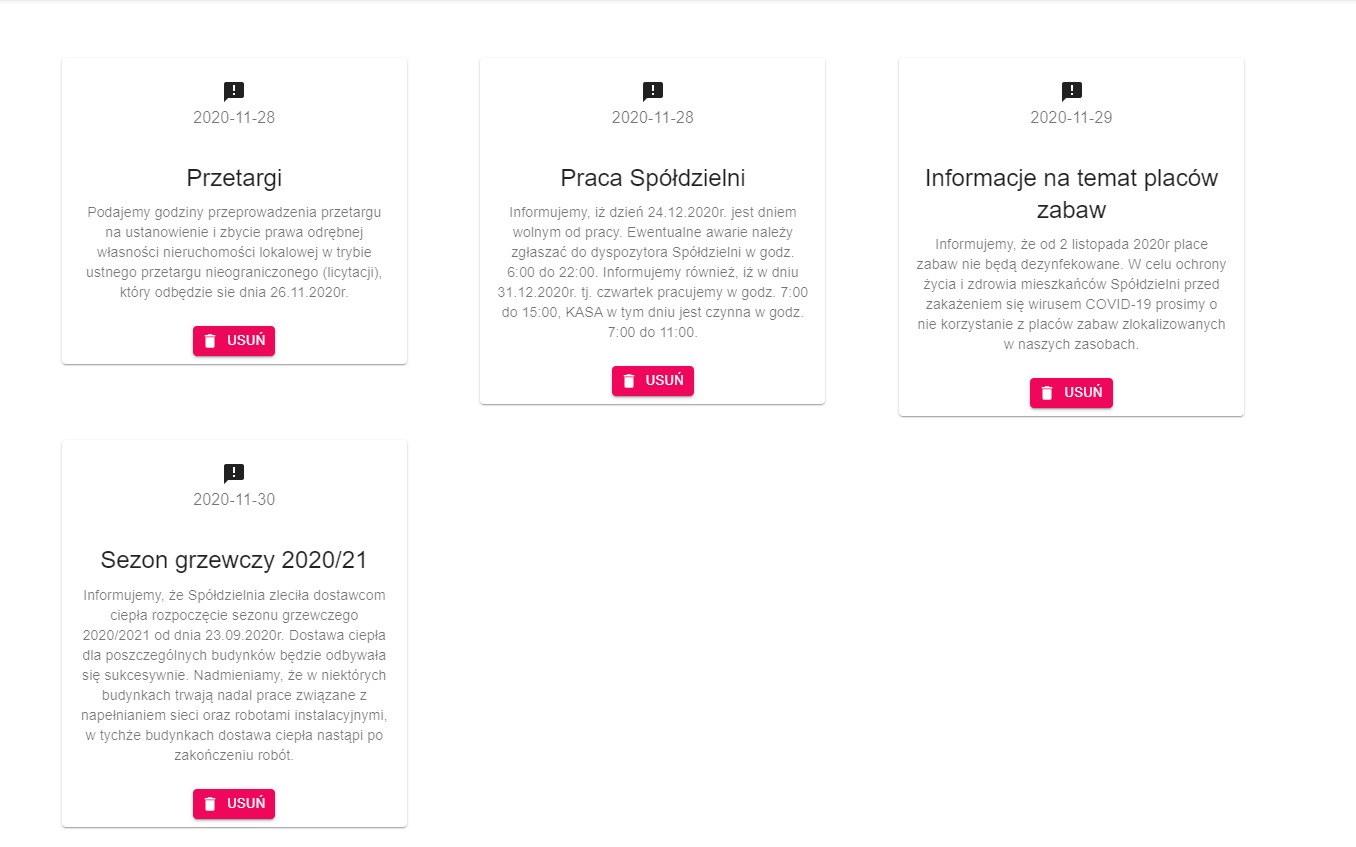 2020-11-28
Przetargi
Podajemy godziny przeprowadzenia przetargu
na ustanowienie i zbycie prawa odrębnej
własności nieruchomości lokalowej w trybie
ustnego przetargu nieograniczonego (licytacji),
który odbędzie sie dnia 26.11.2020r.
USUŃ
2020-11-28
Praca Spółdzielni
Informujemy, iż dzień 24.12.2020r. jest dniem
wolnym od pracy. Ewentualne awarie należy
zgłaszać do dyspozytora Spółdzielni w godz.
6:00 do 22:00. Informujemy również, iż w dniu
31.12.2020r. tj. czwartek pracujemy w godz. 7:00
do 15:00, KASA w tym dniu jest czynna w godz.
7:00 do 11:00.
USUŃ
2020-11-29
Informacje na temat placów
zabaw
Informujemy, że od 2 listopada 2020r place
zabaw nie będą dezynfekowane. W celu ochrony
życia i zdrowia mieszkańców Spółdzielni przed
zakażeniem się wirusem COVID-19 prosimy o
nie korzystanie z placów zabaw zlokalizowanych
w naszych zasobach.
USUŃ
2020-11-30
Sezon grzewczy 2020/21
Informujemy, że Spółdzielnia zleciła dostawcom
ciepła rozpoczęcie sezonu grzewczego
2020/2021 od dnia 23.09.2020r. Dostawa ciepła
dla poszczególnych budynków będzie odbywała
się sukcesywnie. Nadmieniamy, że w niektórych
budynkach trwają nadal prace związane z
napełnianiem sieci oraz robotami instalacyjnymi,
w tychże budynkach dostawa ciepła nastąpi po
zakończeniu robót.
USUŃ